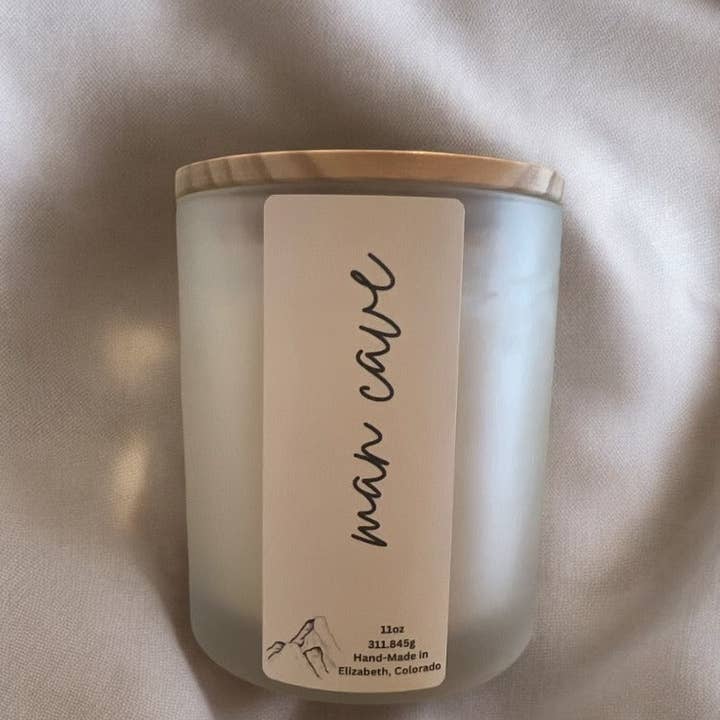 man cave
11oz
311.845g
Hand-Made in
Elizabeth, Colorado